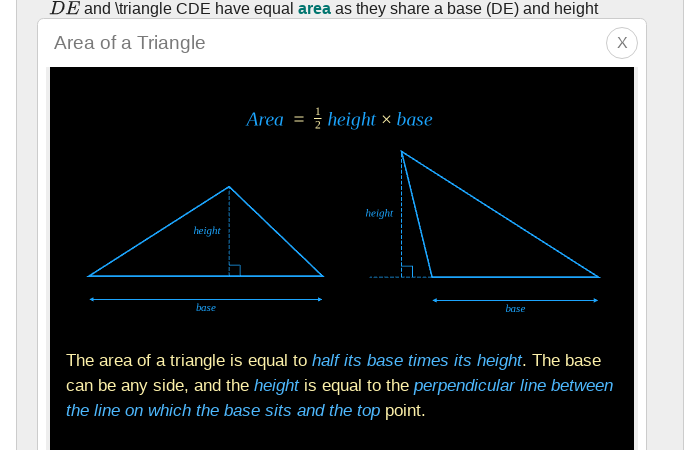 DE and \triangle CDE have equal area as they share a base (DE) and height
Area of a Triangle
X
Area = 1/2 height × base
height
base
height
base
The area of a triangle is equal to half its base times its height. The base
can be any side, and the height is equal to the perpendicular line between
the line on which the base sits and the top point.